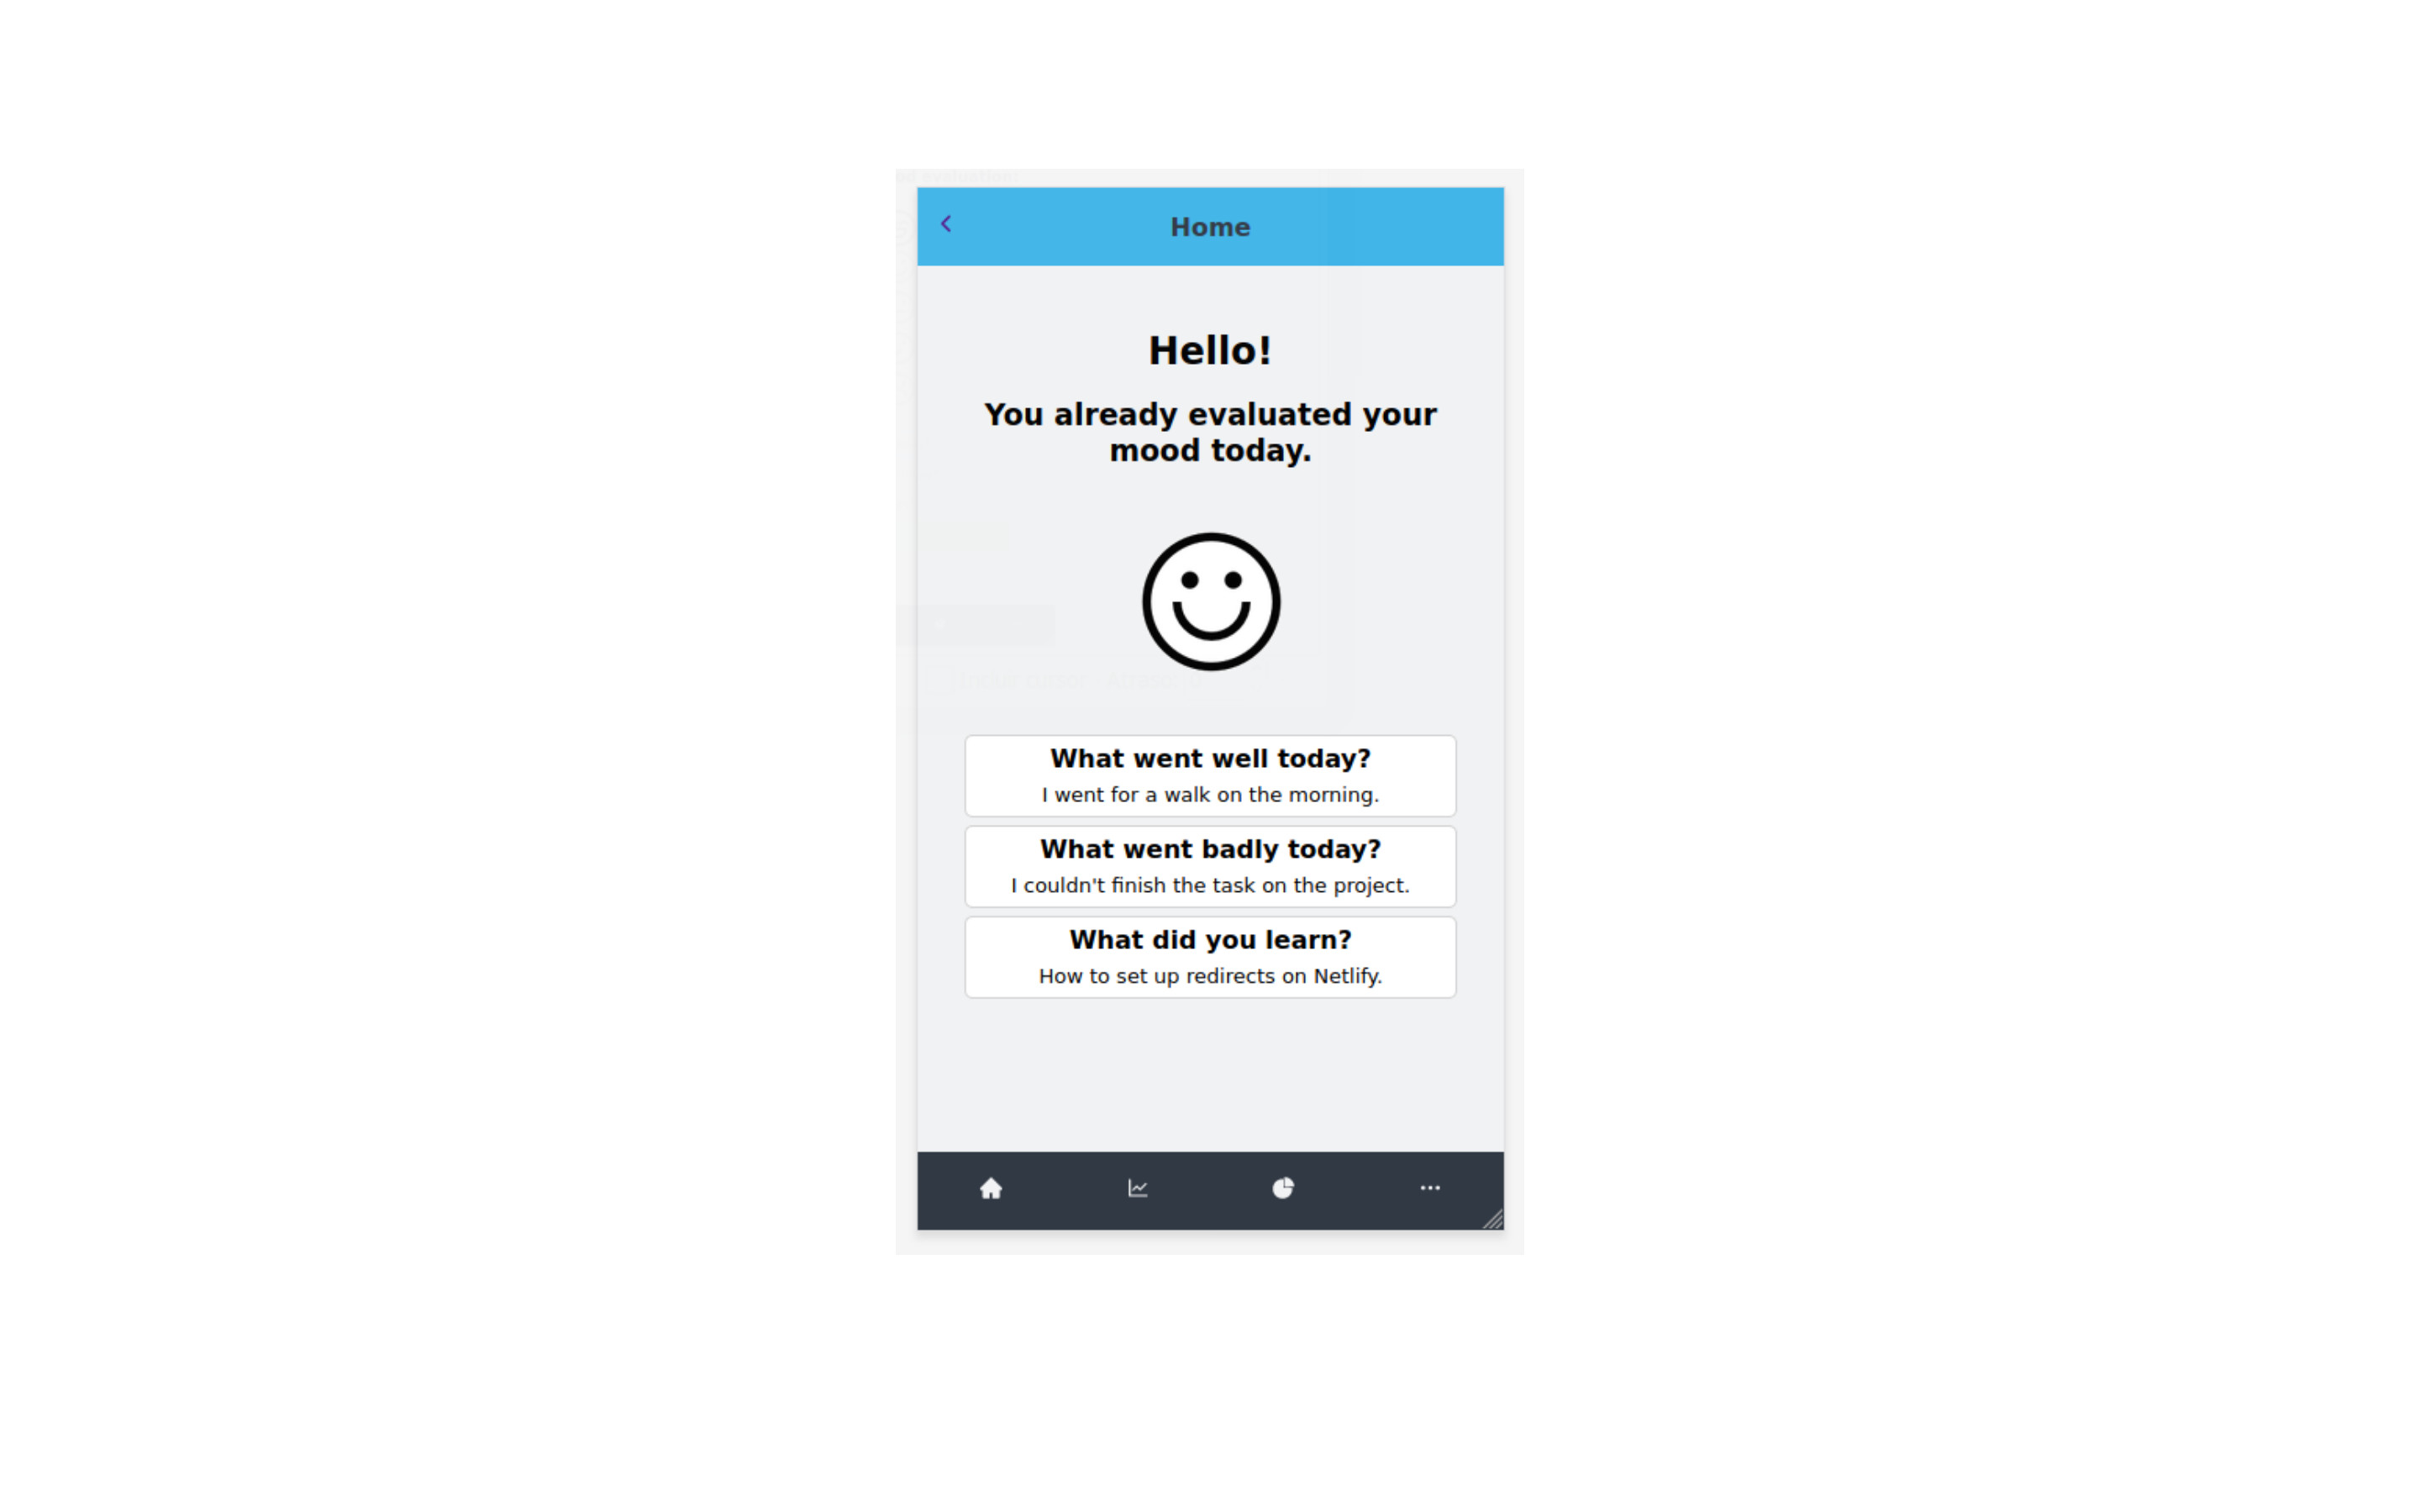 Home
Hello!
You already evaluated your
mood today.
What went well today?
I went for a walk on the morning.
What went badly today?
I couldn't finish the task on the project.
What did you learn?
How to set up redirects on Netlify.